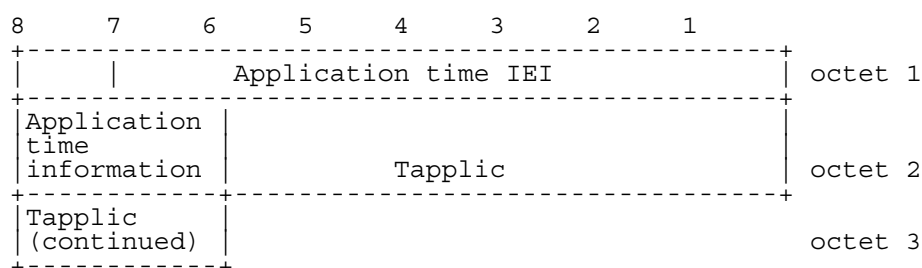 8 7 6 5 4 3 2 1
Application time IEI octet 1
Application
time
information Tapplic octet 2
Tapplic
(continued) octet 3